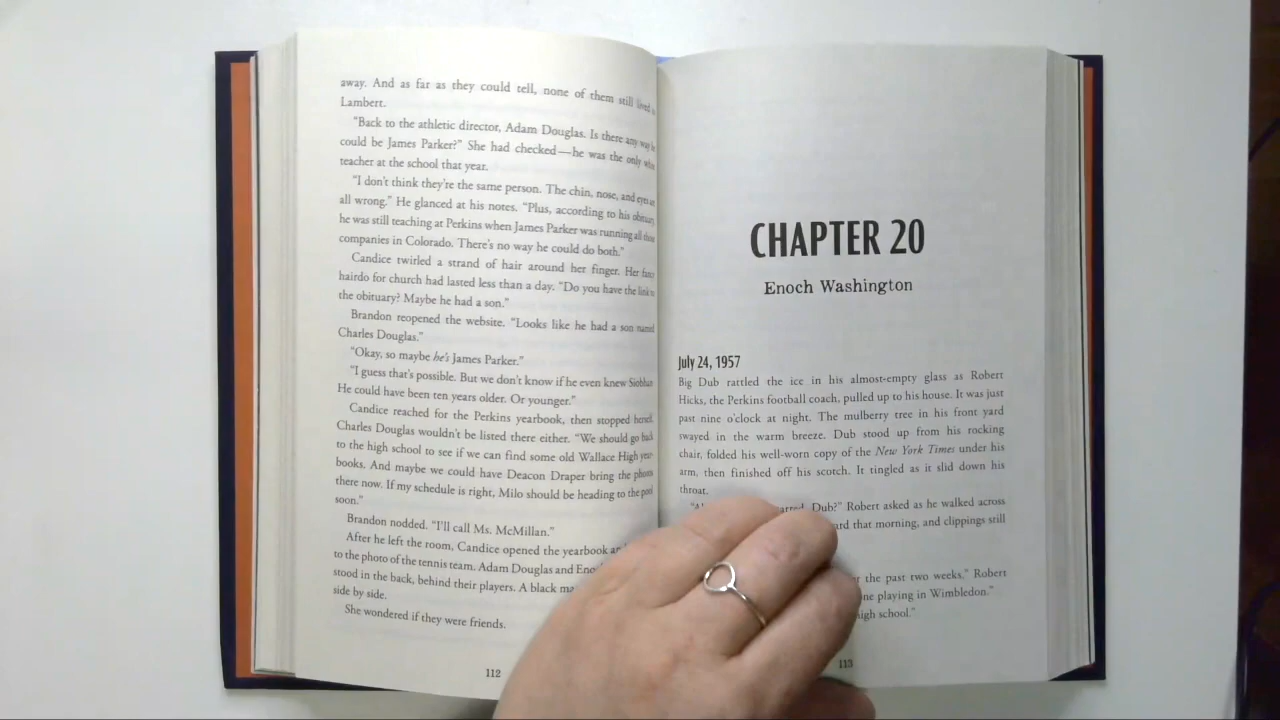 away. And as far as they could tell, none of them still lived
Lambert.
"Back to the athletic director, Adam Douglas. Is there any way he
could be James Parker?" She had checked—he was the only white
teacher at the school that year.
"I don't think they're the same person. The chin, nose, and eyes
all wrong." He glanced at his notes. "Plus, according to his obituary,
he was still teaching at Perkins when James Parker was running all those
companies in Colorado. There's no way he could do both."
Candice twirled a strand of hair around her finger. Her fancy
hairdo for church had lasted less than a day. "Do you have the link to
the obituary? Maybe he had a son."
Brandon reopened the website. "Looks like he had a son named
Charles Douglas."
"Okay, so maybe he's James Parker."
"I guess that's possible. But we don't know if he even knew Siobhan
He could have been ten years older. Or younger."
Candice reached for the Perkins yearbook, then stopped herself.
Charles Douglas wouldn't be listed there either. "We should go back
to the high school to see if we can find some old Wallace High year-
books. And maybe we could have Deacon Draper bring the photos
there now. If my schedule is right, Milo should be heading to the pool
soon."
Brandon nodded. "I'll call Ms. McMillan."
After he left the room, Candice opened the yearbook
to the photo of the tennis team. Adam Douglas and
stood in the back, behind their players. A black
side by side.
She wondered if they were friends.
112
CHAPTER 20
Enoch Washington
July 24, 1957
Big Dub rattled the ice in his almost-empty glass as Robert
Hicks, the Perkins football coach, pulled up to his house. It was just
past nine o'clock at night. The mulberry tree in his front yard
swayed in the warm breeze. Dub stood up from his rocking
chair, folded his well-worn copy of the New York Times under his
arm, then finished off his scotch. It tingled as it slid down his
throat.
Dub?" Robert asked as he walked across
that morning, and clippings still
the past two weeks," Robert
playing in Wimbledon."
high school."
113